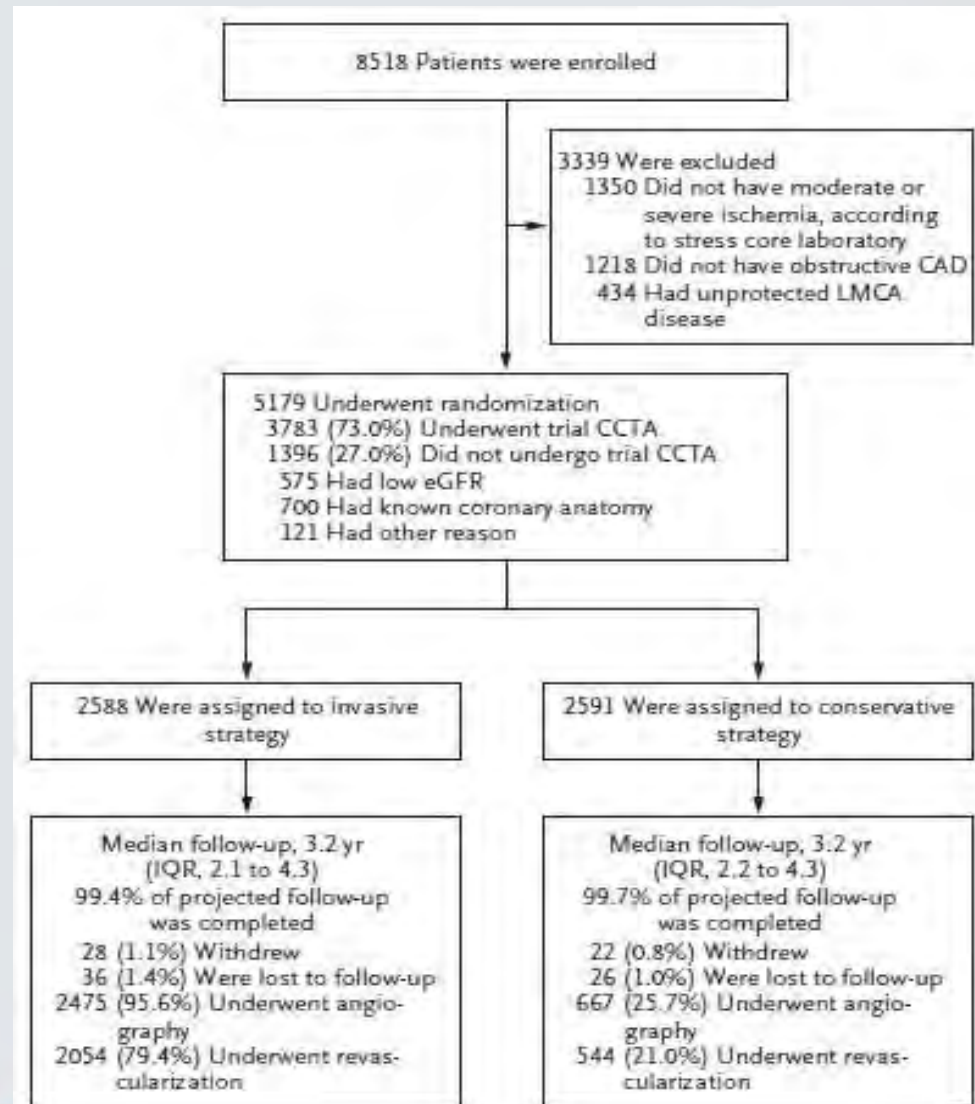 8518 Patients were enrolled
3339 Were excluded
1350 Did not have moderate or
severe ischemia, according
to stress core laboratory
1218 Did not have obstructive CAD
434 Had unprotected LMCA
disease
5179 Underwent randomization
3783 (73.0%) Underwent trial CCTA
1396 (27.0%) Did not undergo trial CCTA
575 Had low eGFR
700 Had known coronary anatomy
121 Had other reason
2588 Were assigned to invasive
strategy
2591 Were assigned to conservative
strategy
Median follow-up, 3.2 yr
(IQR, 2.1 to 4.3)
99.4% of projected follow-up
was completed
28 (1.1%) Withdrew
36 (1.4%) Were lost to follow-up
2475 (95.6%) Underwent angio-
graphy
2054 (79.4%) Underwent revas-
cularization
Median follow-up, 3.2 yr
(IQR, 2.2 to 4.3)
99.7% of projected follow-up
was completed
22 (0.8%) Withdrew
26 (1.0%) Were lost to follow-up
667 (25.7%) Underwent angio-
graphy
544 (21.0%) Underwent revas-
cularization